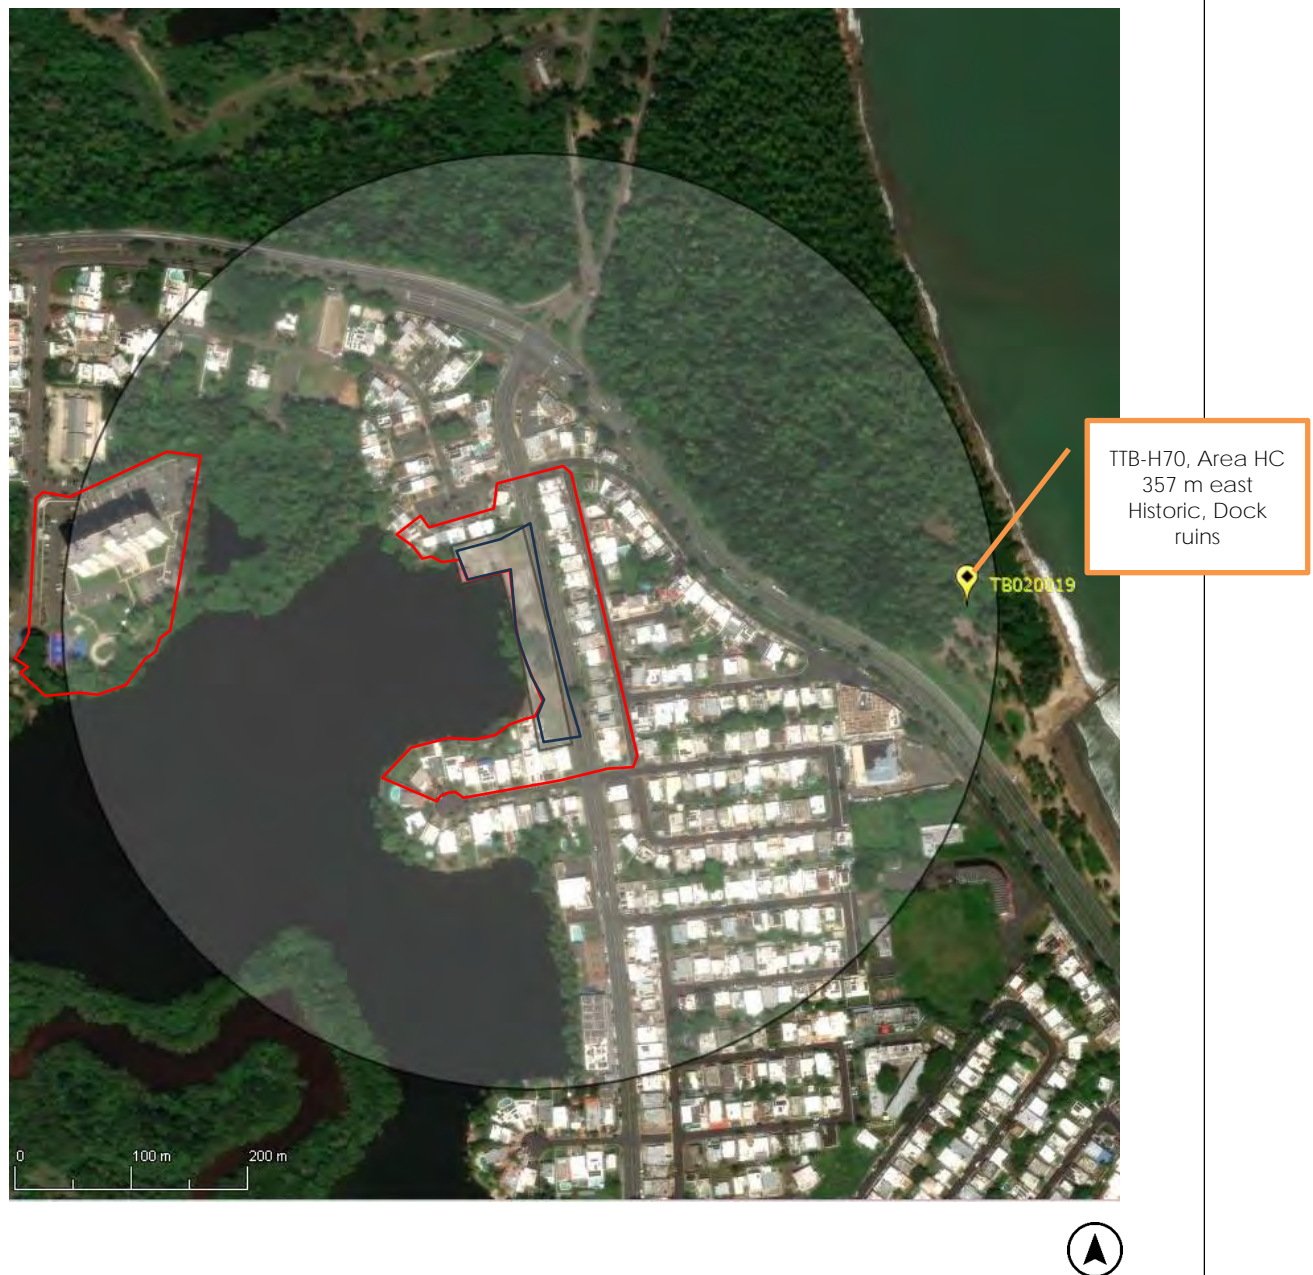 TTB-H70, Area HC
357 m east
Historic, Dock
ruins
TB020019
0 100 m 200 m